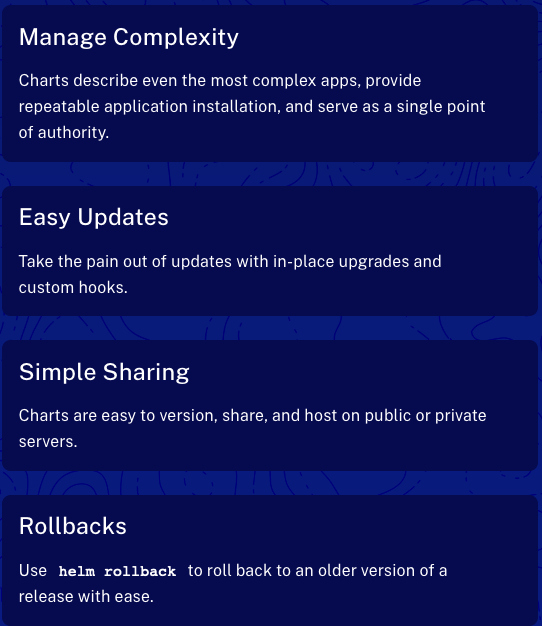 Manage Complexity
Charts describe even the most complex apps, provide
repeatable application installation, and serve as a single point
of authority.
Easy Updates
Take the pain out of updates with in-place upgrades and
custom hooks.
Simple Sharing
Charts are easy to version, share, and host on public or private
servers.
Rollbacks
Use helm rollback to roll back to an older version of a
release with ease.